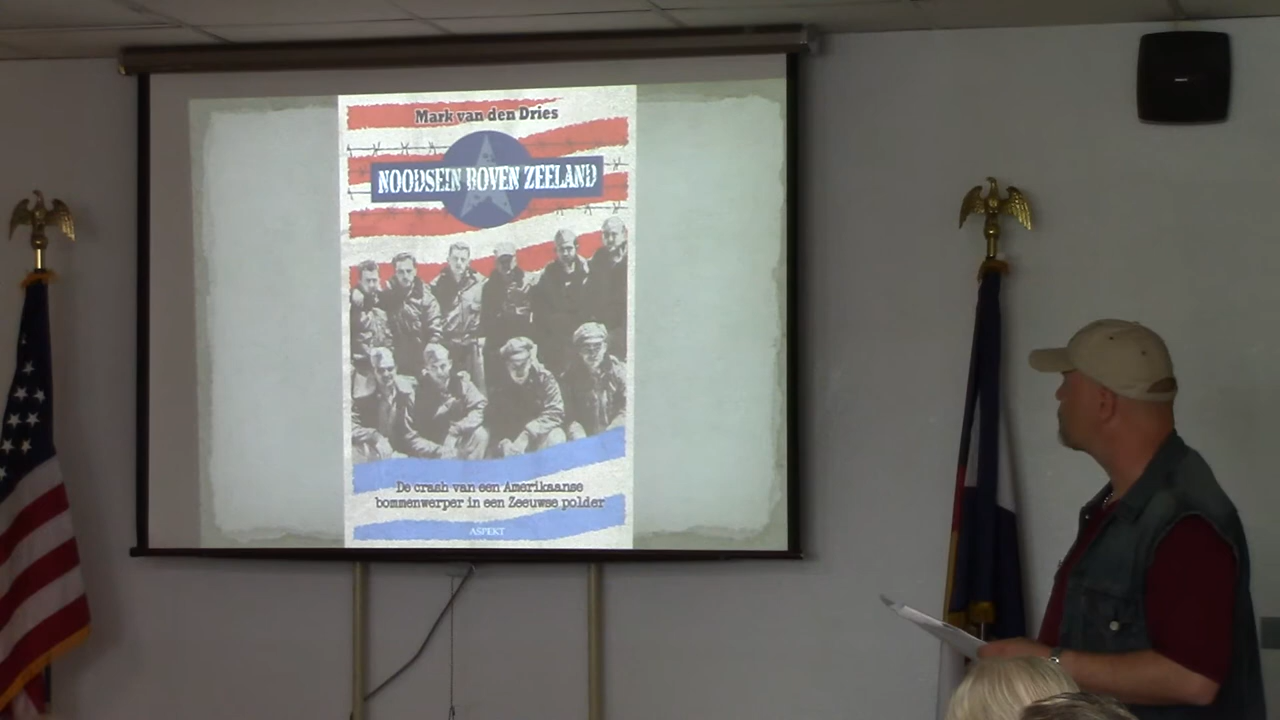 Mark van den Dries
NOODSEIN BOVEN ZEELAND
De crash van een Amerikaanse
bommenwerper in een Zeeuwse polder
ASPEKT